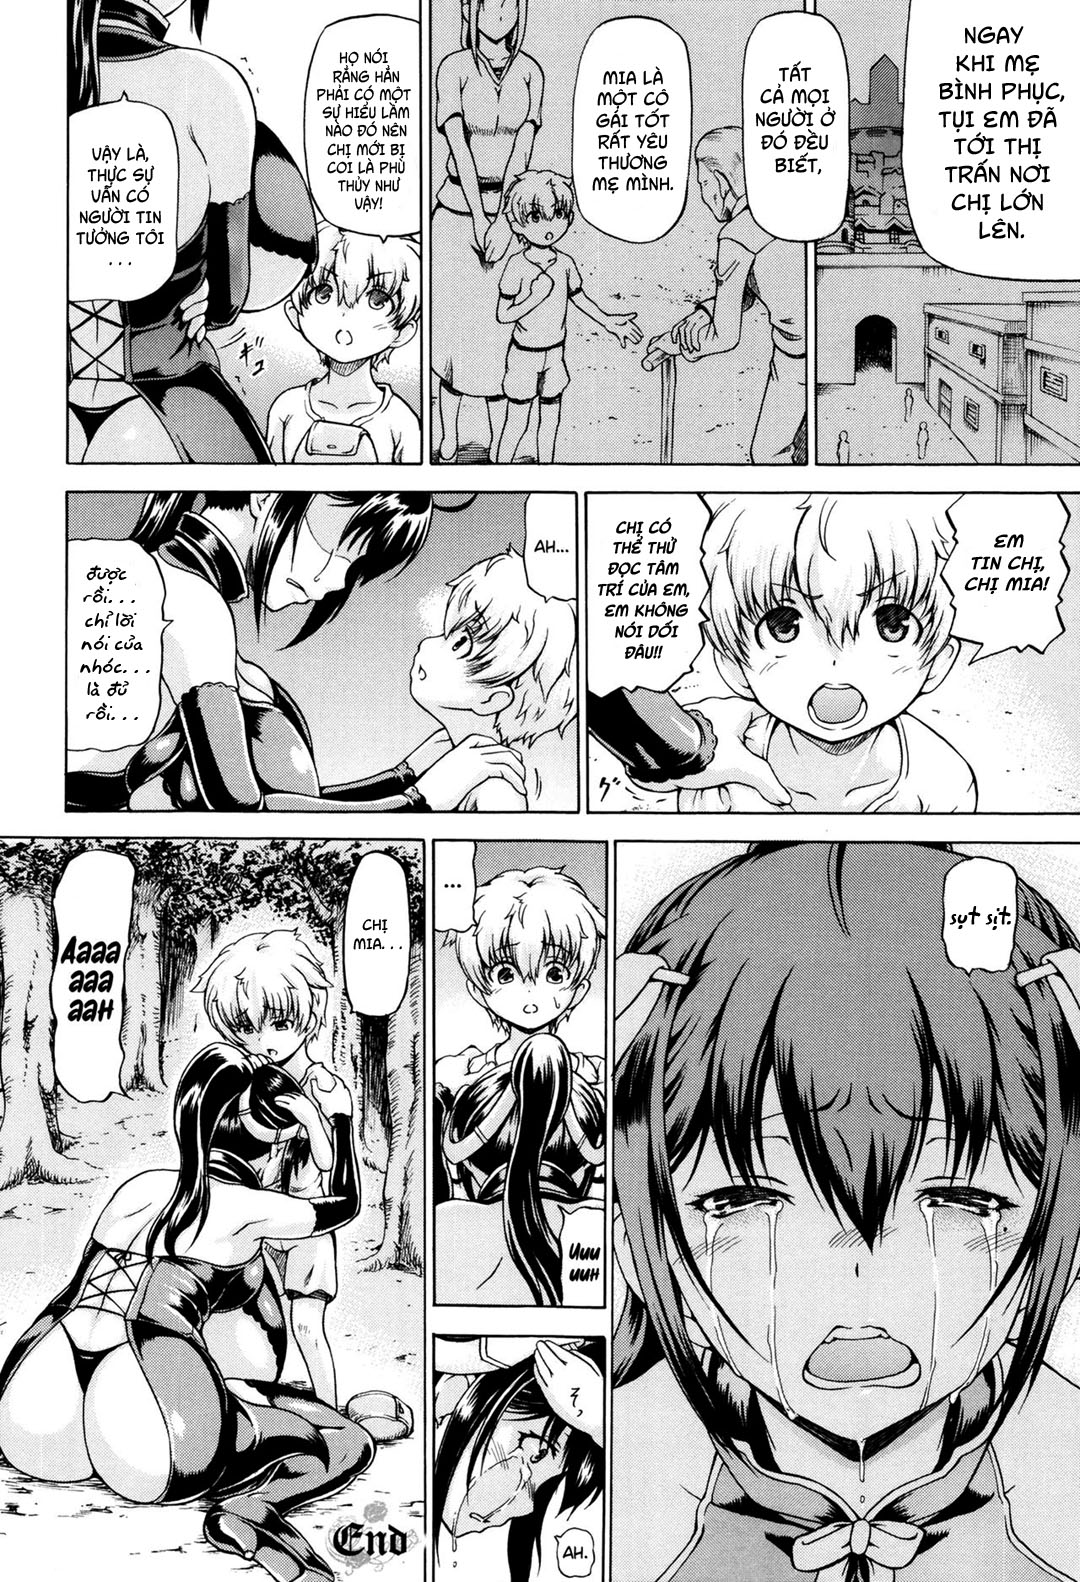 NGAY
KHI MẸ
BÌNH PHỤC,
TỤI EM ĐÃ
TỚI THỊ
TRẤN NƠI
CHỊ LỚN
LÊN.
TẤT
CẢ MỌI
NGƯỜI Ở
ĐÓ ĐỀU
BIẾT,
MIA LÀ
MỘT CÔ
GÁI TỐT
RẤT YÊU
THƯƠNG
MẸ MÌNH.
HỌ NÓI
RẰNG HẲN
PHẢI CÓ MỘT
SỰ HIỂU LẦM
NÀO ĐÓ NÊN
CHỊ MỚI BỊ
COI LÀ PHÙ
THỦY NHƯ
VẬY!
VẬY LÀ,
THỰC SỰ
VẪN CÓ
NGƯỜI TIN
TƯỞNG TÔI
...
ギュ
EM
TIN CHỊ,
CHỊ MIA!
CHỊ CÓ
THỂ THỬ
ĐỌC TÂM
TRÍ CỦA EM,
EM KHÔNG
NÓI DỐI
ĐÂU!!
グ
AH...
được
rồi...
chỉ lời
nói của
nhóc...
là đủ
rồi...
sụt sịt.
...
Uuu
uuh
AH.
CHỊ
MIA...
Aaaa
aaa
aaa
aah
End